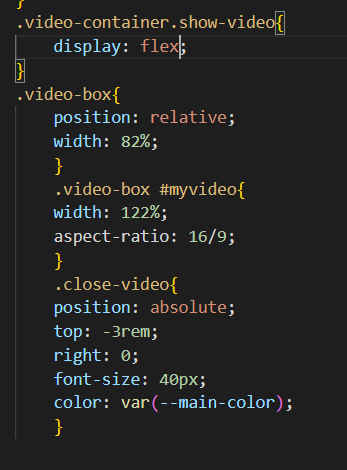 }
.video-container.show-video{
display: flex;
}
.video-box{
position: relative;
width: 82%;
}
.video-box #myvideo{
width: 122%;
aspect-ratio: 16/9;
}
.close-video{
position: absolute;
top: -3rem;
right: 0;
font-size: 40px;
color: var(--main-color);
}